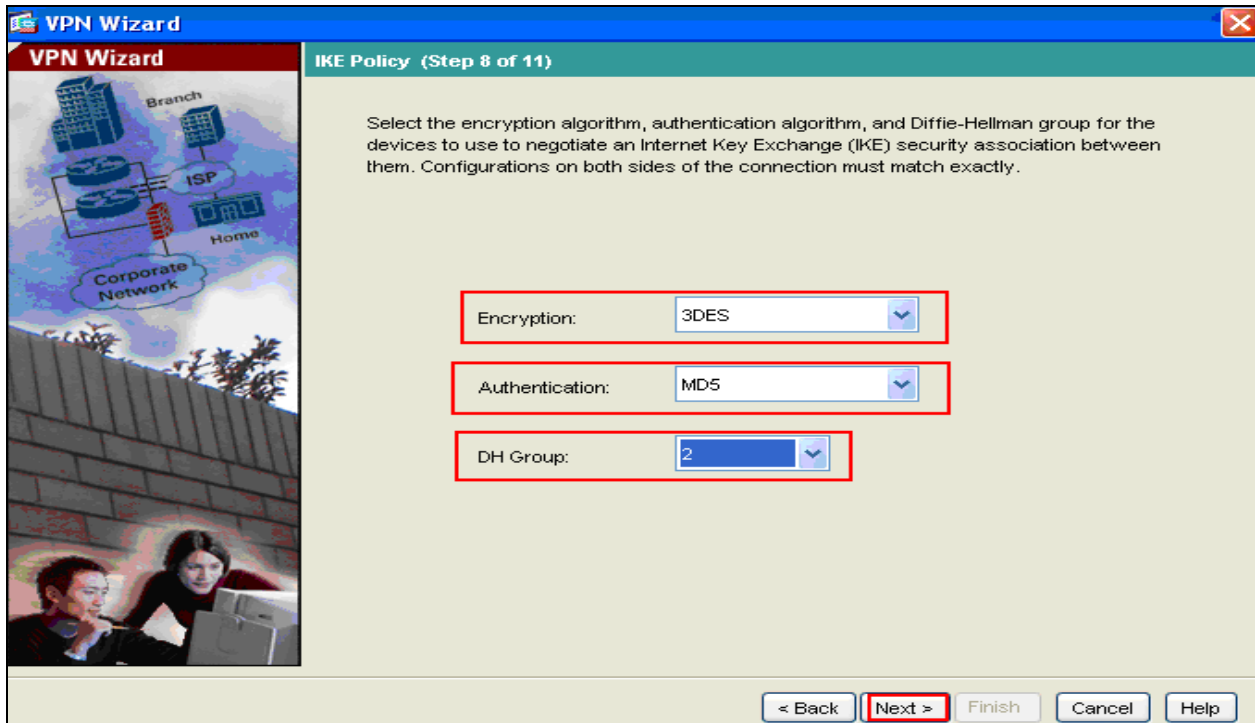 VPN Wizard
VPN Wizard
Branch
ISP
Home
Corporate
Network
IKE Policy (Step 8 of 11)
Select the encryption algorithm, authentication algorithm, and Diffie-Hellman group for the
devices to use to negotiate an Internet Key Exchange (IKE) security association between
them. Configurations on both sides of the connection must match exactly.
Encryption: 3DES
Authentication: MD5
DH Group: 2
< Back Next > Finish Cancel Help